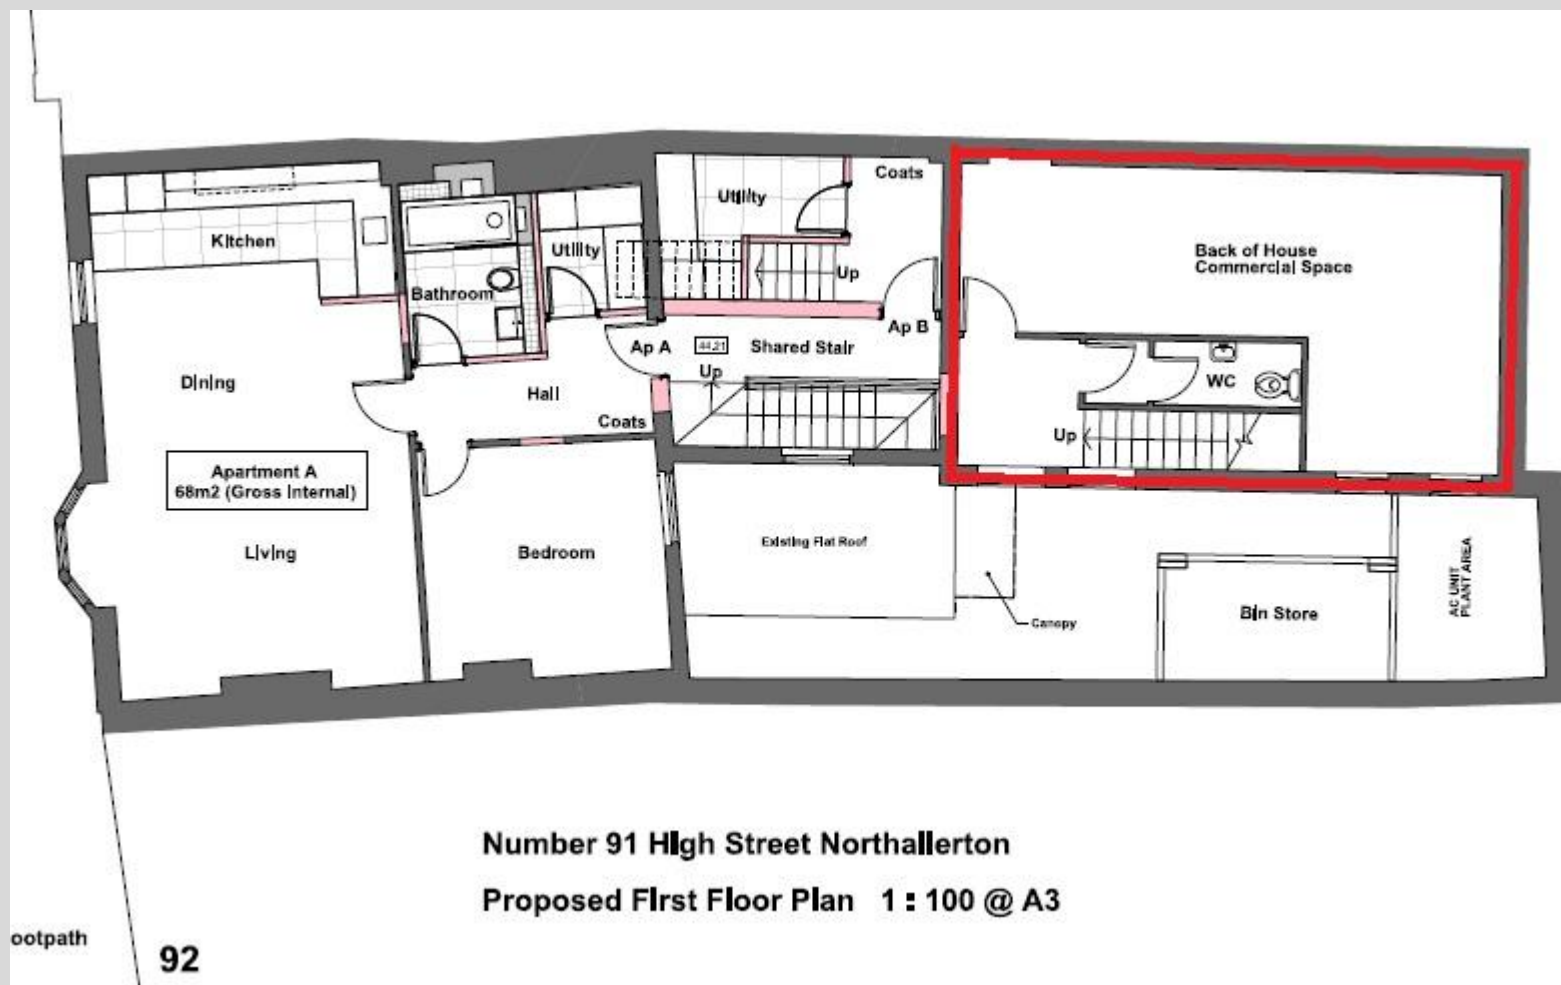 Coats
Utility
Kitchen
Utility
Up
Back of House
Commercial Space
Bathroom
Ap A
44.21
Shared Stair
Ap B
Up
Dining
Hall
WC
Coats
Up
Apartment A
68m2 (Gross Internal)
Living
Bedroom
Existing Flat Roof
AC UNIT
PLANT AREA
Bin Store
Canopy
Number 91 High Street Northallerton
Proposed First Floor Plan 1 : 100 @ A3
ootpath
92